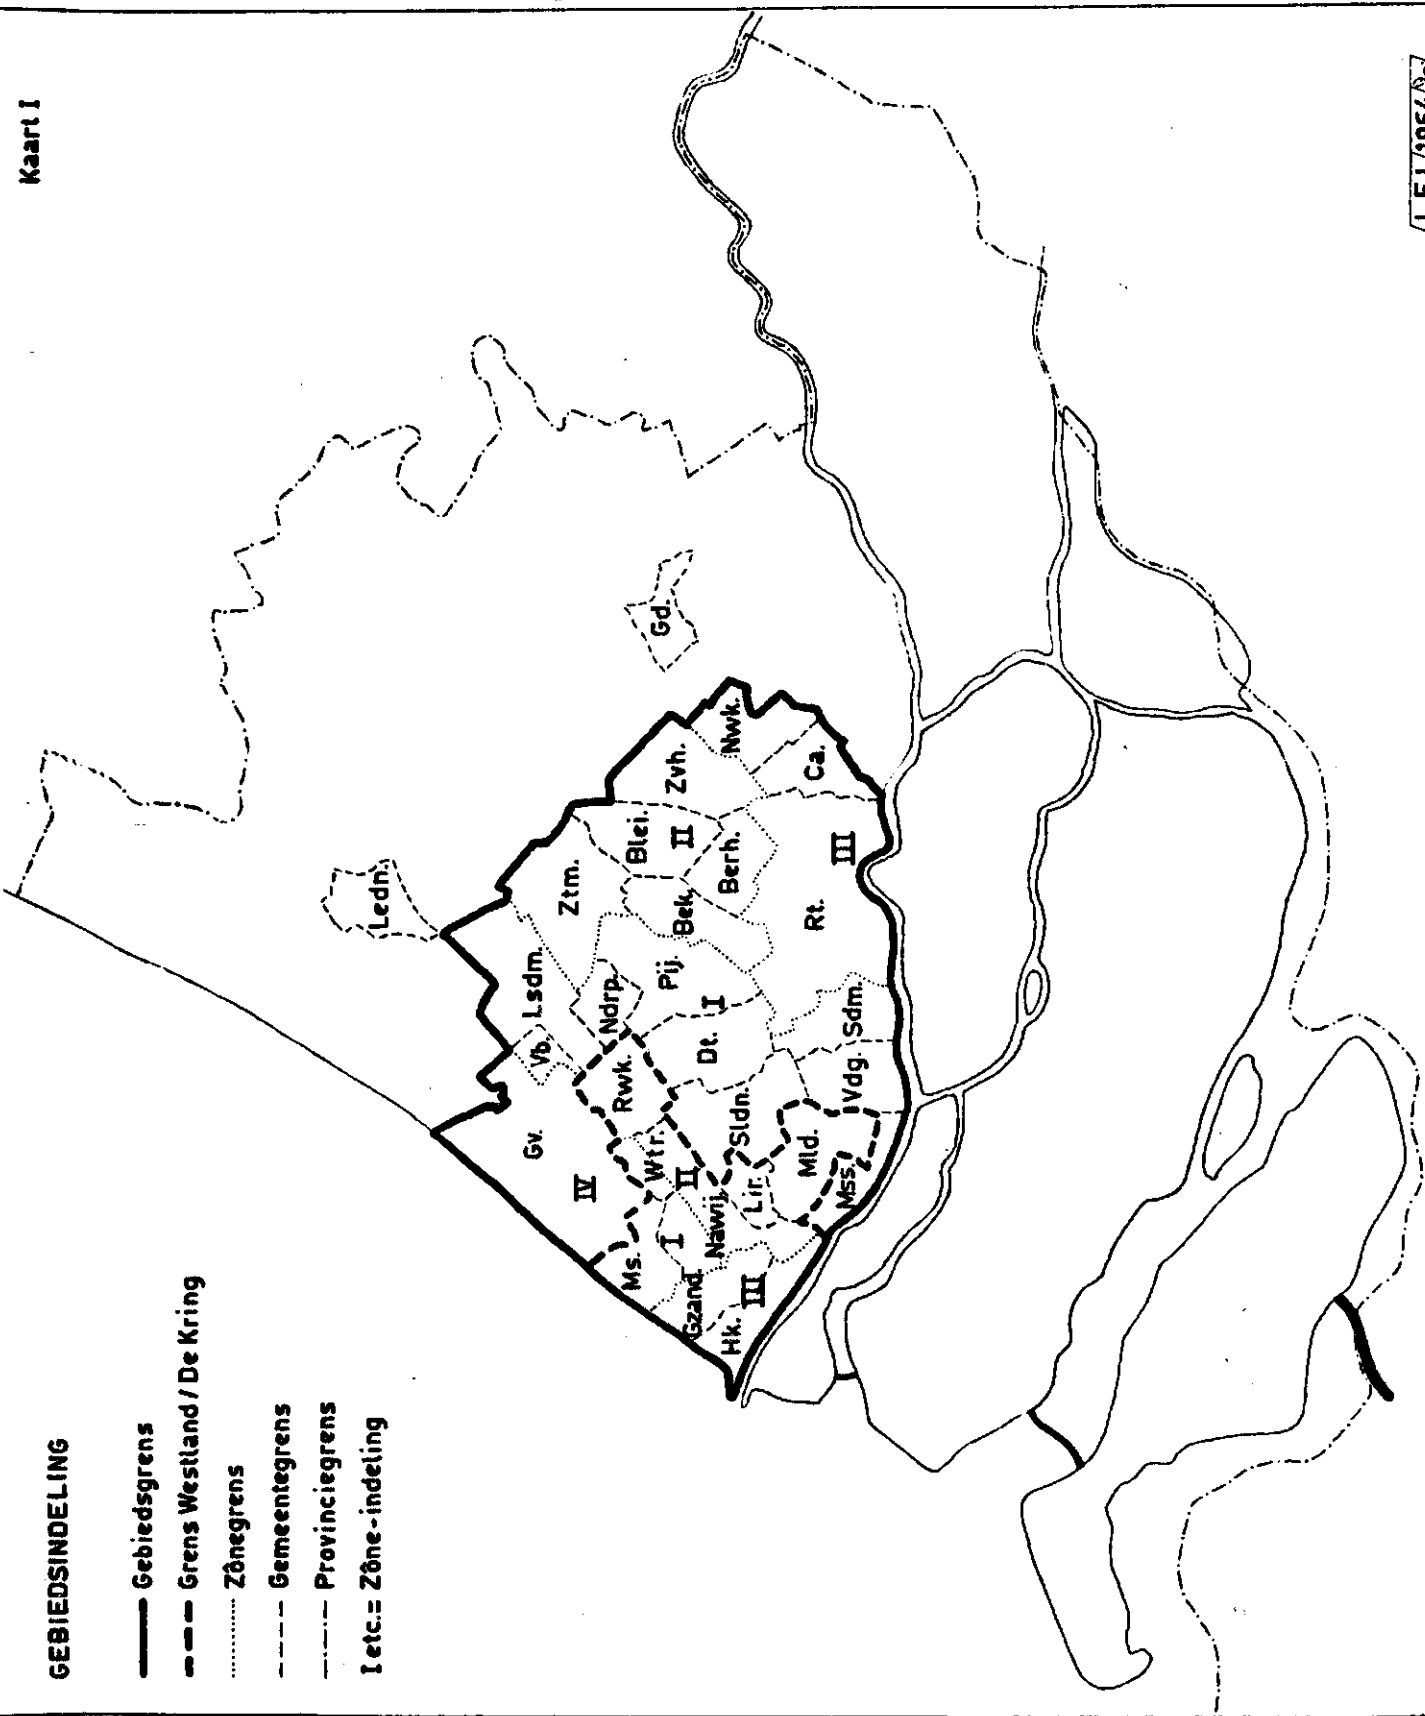 Kaart I
GEBIEDSINDELING
Gebiedsgrens
Grens Westland / De Kring
Zônegrens
Gemeentegrens
Provinciegrens
I etc.= Zône-indeling
Ledn.
Gd.
Lsdm.
Vb.
Gv.
IV
Ztm.
Ndrp.
Rwk.
Wtr.
II
Ms.
I
Gzand.
Nawij.
III
Hk.
Blei.
II
Zvh.
Nwk.
Bek.
Berh.
Ca.
Pij.
I
Dt.
Rt.
III
Sldn.
Lir.
Mld.
Mss.
Vdg.
Sdm.